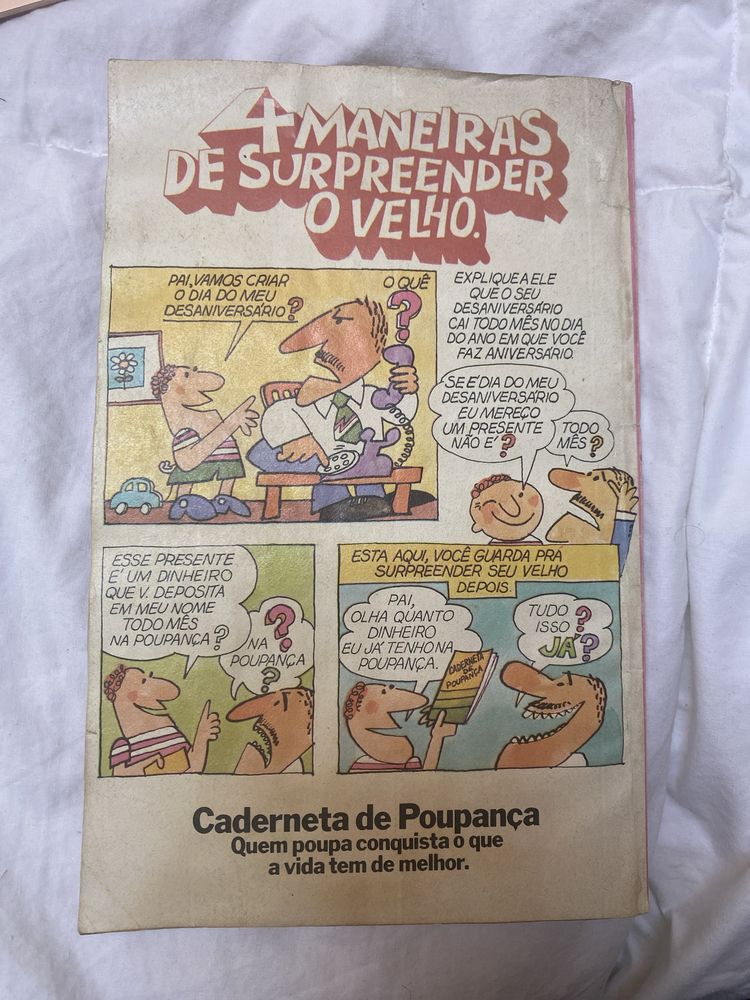 4 MANEIRAS
DE SURPREENDER
O VELHO.
PAI, VAMOS CRIAR
O DIA DO MEU
DESANIVERSÁRIO?
O QUÊ
?
EXPLIQUE A ELE
QUE O SEU
DESANIVERSÁRIO
CAI TODO MÊS NO DIA
DO ANO EM QUE VOCÊ
FAZ ANIVERSÁRIO.
SE É DIA DO MEU
DESANIVERSÁRIO
EU MEREÇO
UM PRESENTE
NÃO É?
TODO
MÊS?
ESSE PRESENTE
É UM DINHEIRO
QUE V. DEPOSITA
EM MEU NOME
TODO MÊS
NA POUPANÇA?
?
NA
POUPANÇA
?
ESTA AQUI, VOCÊ GUARDA PRÁ
SURPREENDER SEU VELHO
DEPOIS.
PAI,
OLHA QUANTO
DINHEIRO
EU JÁ TENHO NA
POUPANÇA.
CADERNETA
DE
POUPANÇA
TUDO ?
ISSO
JÁ?
Caderneta de Poupança
Quem poupa conquista o que
a vida tem de melhor.